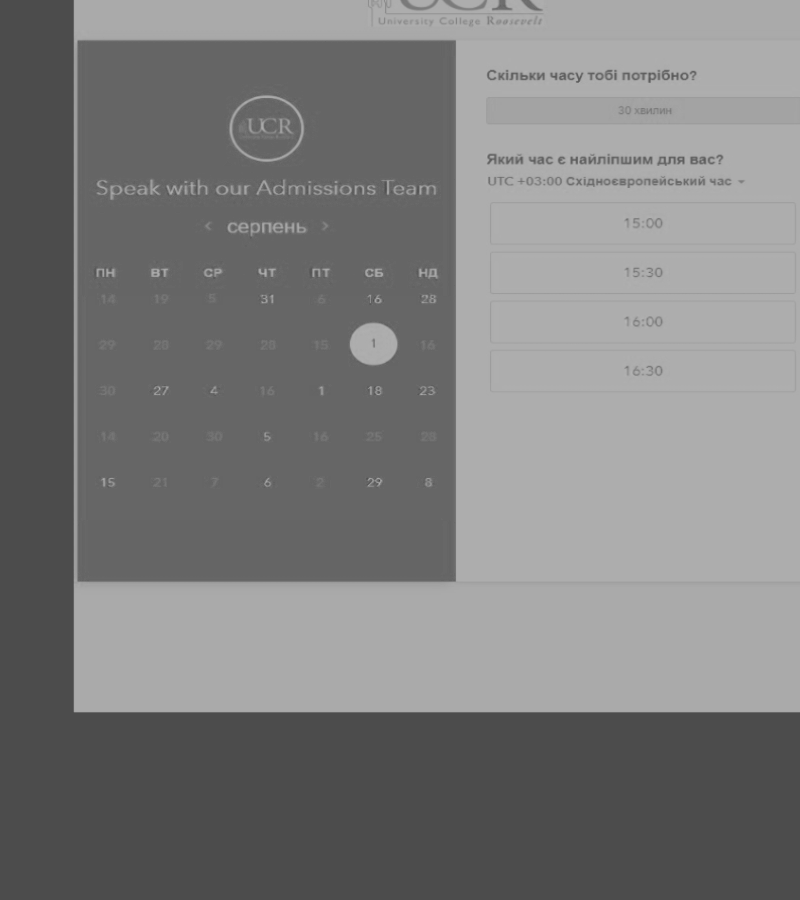 UCR
University College Roosevelt
UCR
Speak with our Admissions Team
< серпень >
ПН ВТ СР ЧТ ПТ СБ НД
14 19 5 31 6 16 28
29 28 29 28 15 1 16
30 27 4 16 1 18 23
14 20 30 5 16 25 28
15 21 7 6 2 29 8
Скільки часу тобі потрібно?
30 хвилин
Який час є найліпшим для вас?
UTC +03:00 Східноєвропейський час
15:00
15:30
16:00
16:30